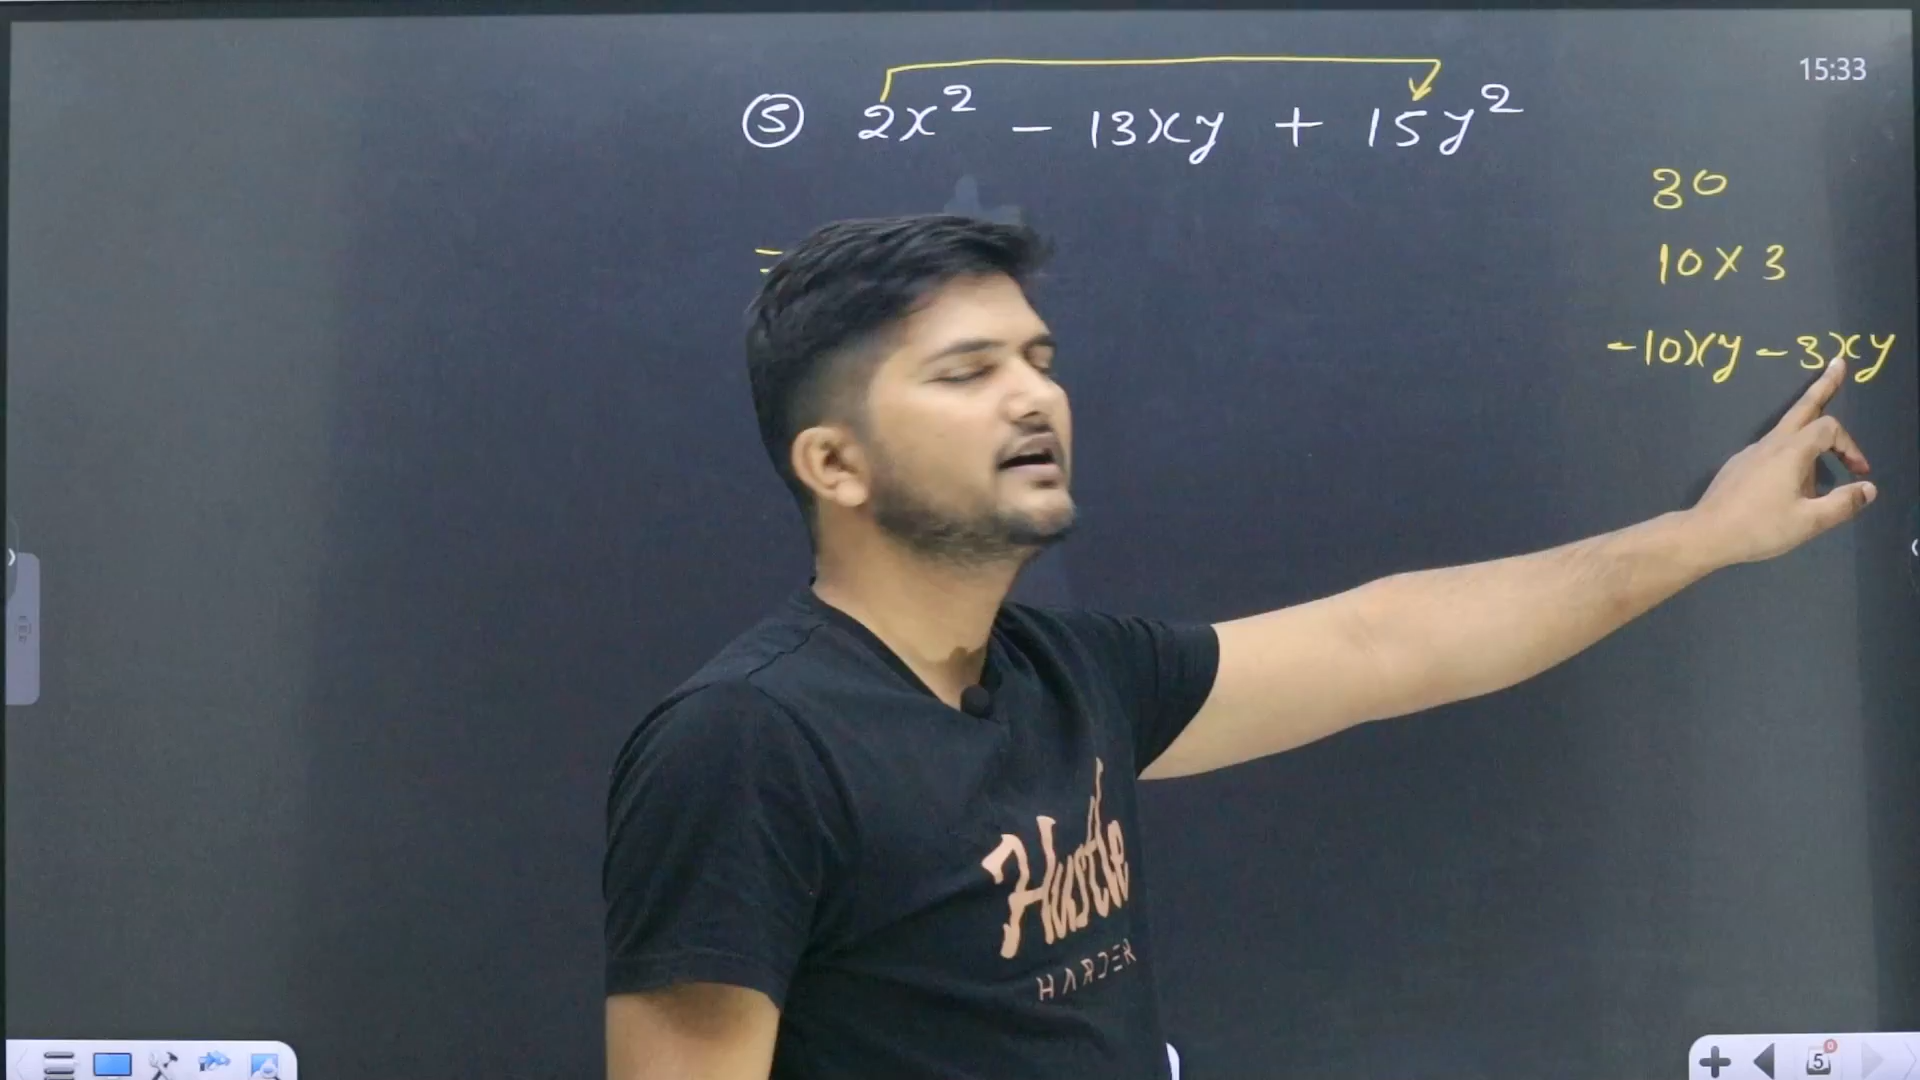 15:33
⑤ 2x² - 13xy + 15y²
30
10 x 3
=
-10xy - 3xy
Hustle
HARDER
5